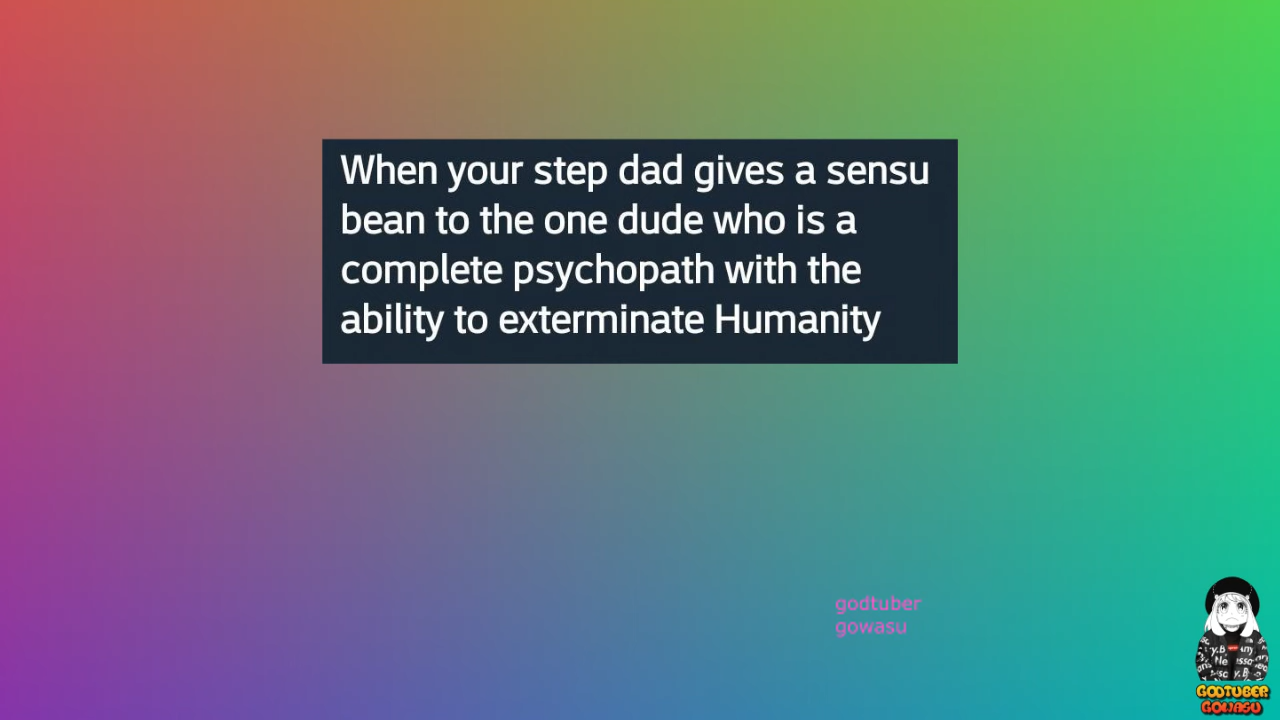 When your step dad gives a sensu
bean to the one dude who is a
complete psychopath with the
ability to exterminate Humanity
godtuber
gowasu
GODTUBER
GOWASU